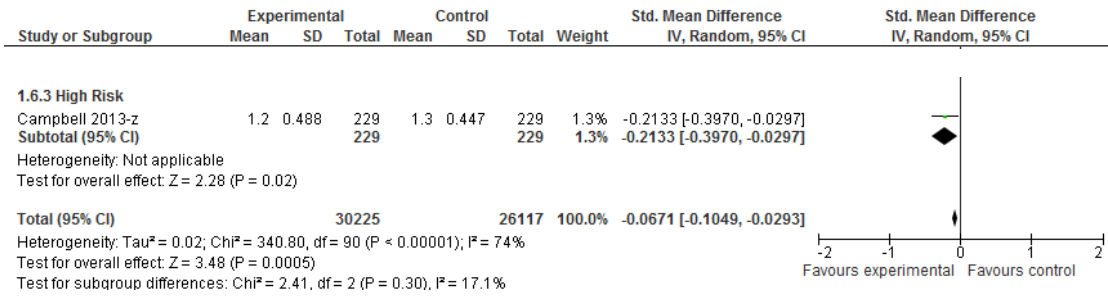 Experimental Control Std. Mean Difference Std. Mean Difference
Study or Subgroup Mean SD Total Mean SD Total Weight IV, Random, 95% CI IV, Random, 95% CI
1.6.3 High Risk
Campbell 2013-z 1.2 0.488 229 1.3 0.447 229 1.3% -0.2133 [-0.3970, -0.0297]
Subtotal (95% CI) 229 229 1.3% -0.2133 [-0.3970, -0.0297]
Heterogeneity: Not applicable
Test for overall effect: Z = 2.28 (P = 0.02)
Total (95% CI) 30225 26117 100.0% -0.0671 [-0.1049, -0.0293]
Heterogeneity: Tau² = 0.02; Chi² = 340.80, df = 90 (P < 0.00001); I² = 74%
Test for overall effect: Z = 3.48 (P = 0.0005)
Test for subgroup differences: Chi² = 2.41, df = 2 (P = 0.30), I² = 17.1%
-2 -1 0 1 2
Favours experimental Favours control